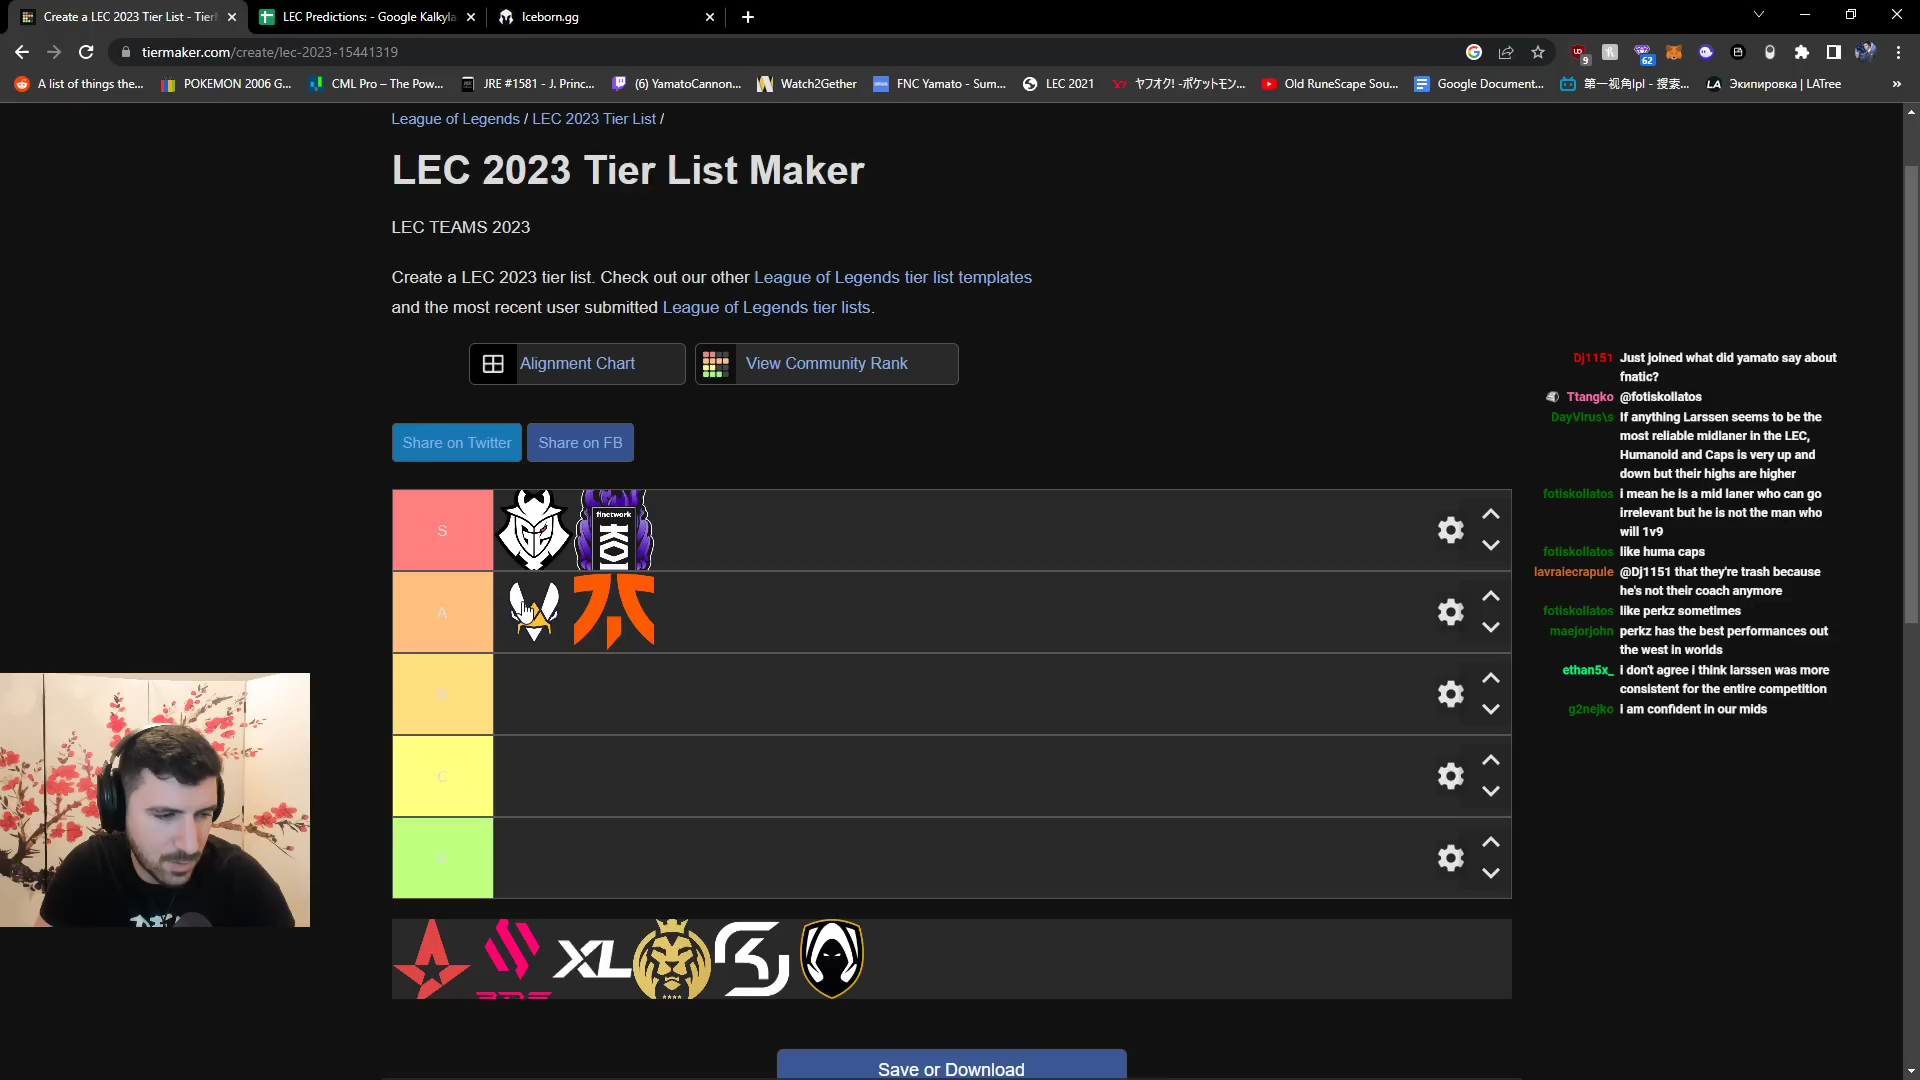 Create a LEC 2023 Tier List - Tier
LEC Predictions: - Google Kalkyla
Iceborn.gg
tiermaker.com/create/lec-2023-15441319
9
62
A list of things the...
POKEMON 2006 G...
CML Pro – The Pow...
JRE #1581 - J. Princ...
(6) YamatoCannon...
Watch2Gether
FNC Yamato - Sum...
LEC 2021
ヤフオク! -ポケットモン...
Old RuneScape Sou...
Google Document...
第一视角lpl - 搜索...
LA Экипировка | LATree
»
League of Legends / LEC 2023 Tier List /
LEC 2023 Tier List Maker
LEC TEAMS 2023
Create a LEC 2023 tier list. Check out our other League of Legends tier list templates
and the most recent user submitted League of Legends tier lists.
Alignment Chart
View Community Rank
Share on Twitter
Share on FB
S
finetwork
KOI
A
B
C
D
XL
SK
Save or Download
Dj1151 Just joined what did yamato say about
fnatic?
Ttangko @fotiskollatos
DayVirus\s If anything Larssen seems to be the
most reliable midlaner in the LEC,
Humanoid and Caps is very up and
down but their highs are higher
fotiskollatos i mean he is a mid laner who can go
irrelevant but he is not the man who
will 1v9
fotiskollatos like huma caps
lavraiecrapule @Dj1151 that they're trash because
he's not their coach anymore
fotiskollatos like perkz sometimes
maejorjohn perkz has the best performances out
the west in worlds
ethan5x_ i don't agree i think larssen was more
consistent for the entire competition
g2nejko i am confident in our mids